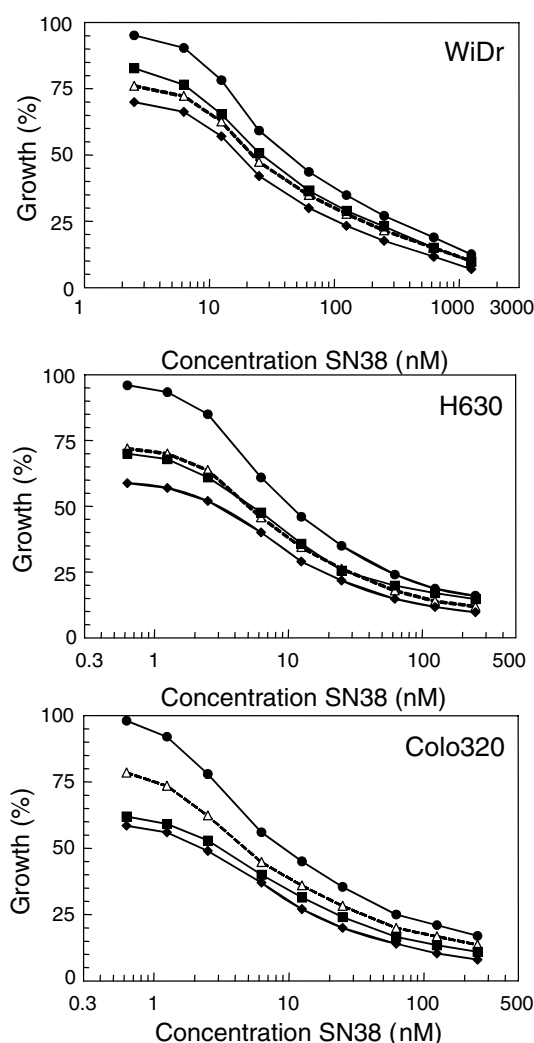 100
WiDr
75
Growth (%)
50
25
0
1 10 100 1000 3000
Concentration SN38 (nM)
100
H630
75
Growth (%)
50
25
0
0.3 1 10 100 500
Concentration SN38 (nM)
100
Colo320
75
Growth (%)
50
25
0
0.3 1 10 100 500
Concentration SN38 (nM)